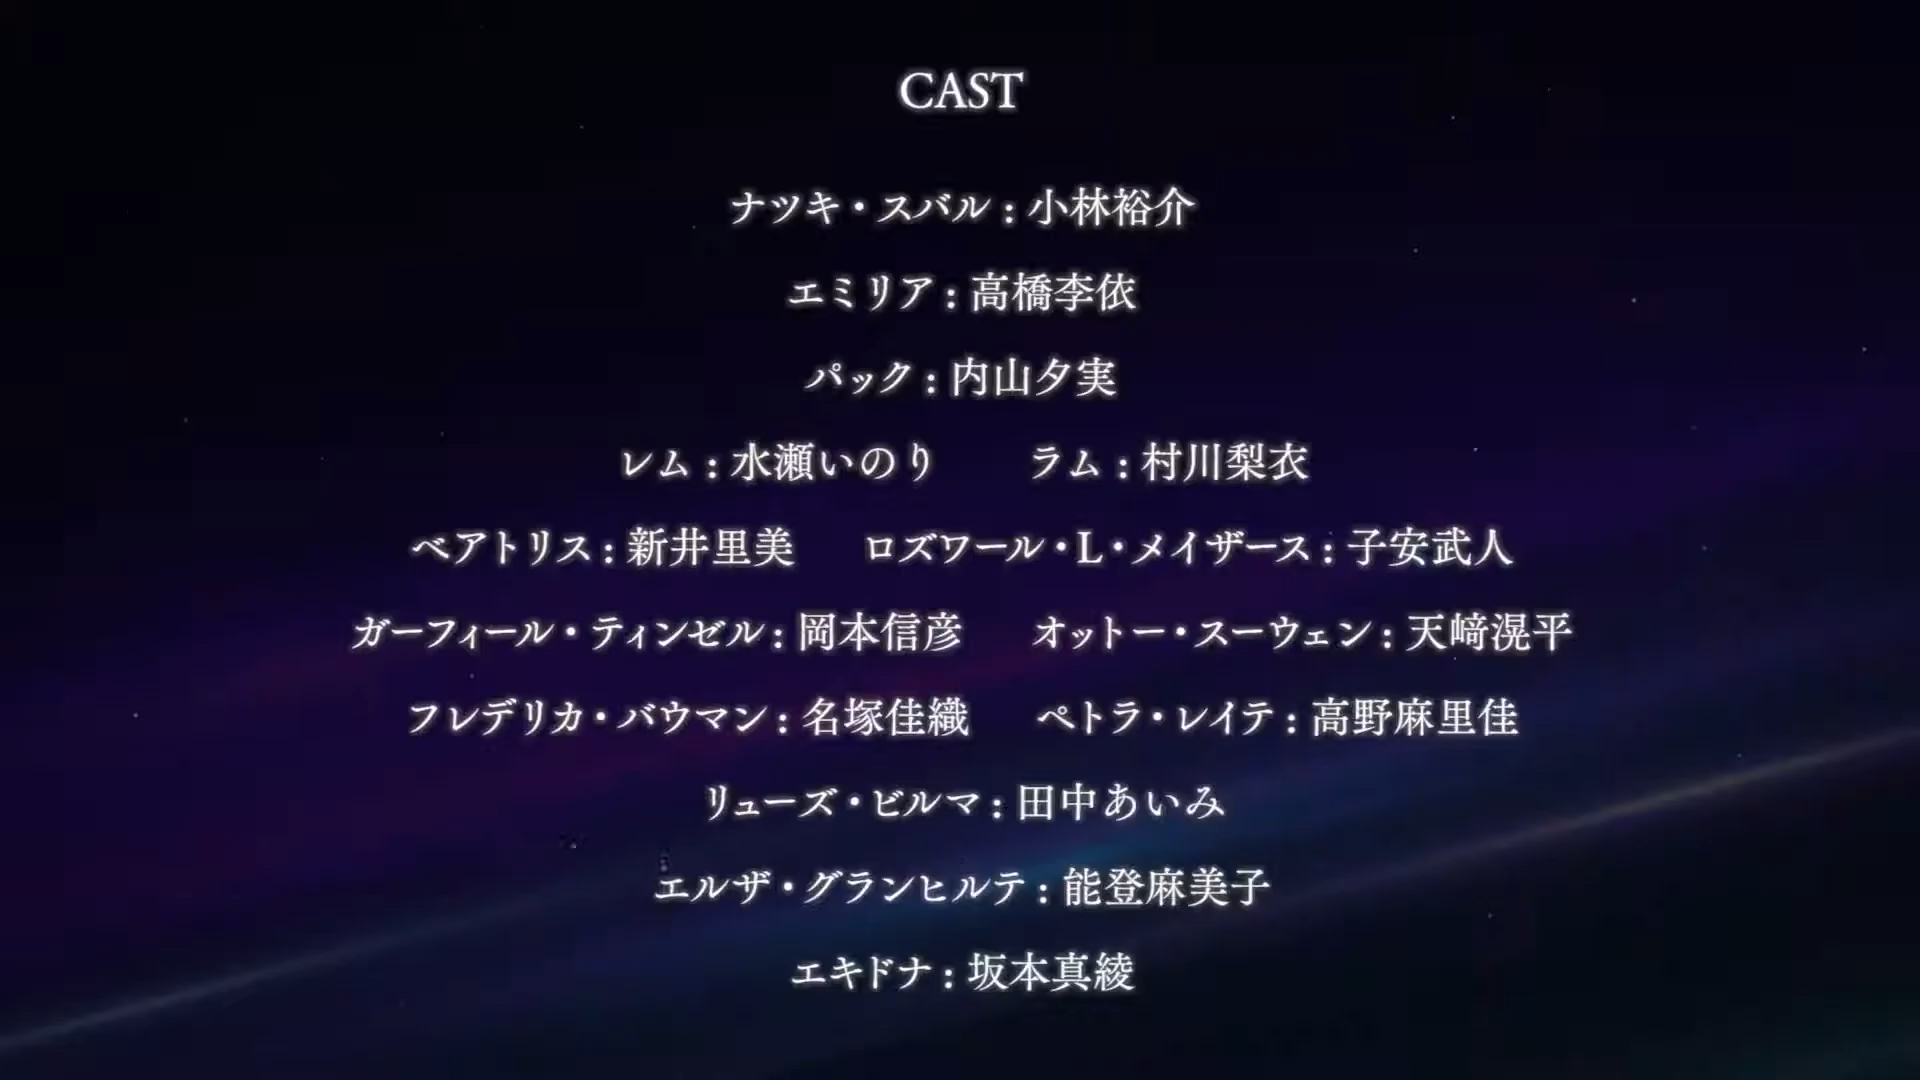 CAST
ナツキ・スバル : 小林裕介
エミリア : 高橋李依
パック : 内山夕実
レム : 水瀬いのり　　ラム : 村川梨衣
ベアトリス : 新井里美　　ロズワール・L・メイザース : 子安武人
ガーフィール・ティンゼル : 岡本信彦　　オットー・スーウェン : 天﨑滉平
フレデリカ・バウマン : 名塚佳織　　ペトラ・レイテ : 高野麻里佳
リューズ・ビルマ : 田中あいみ
エルザ・グランヒルテ : 能登麻美子
エキドナ : 坂本真綾